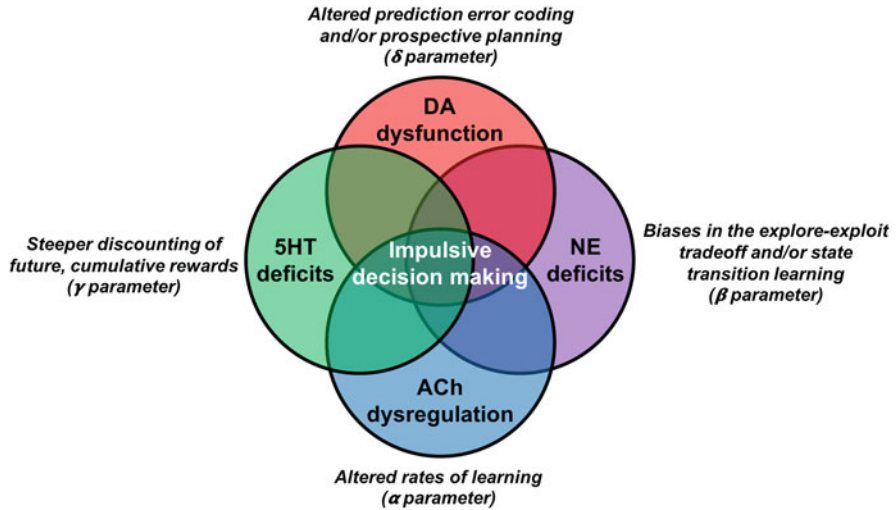 Altered prediction error coding
and/or prospective planning
(δ parameter)
DA
dysfunction
Steeper discounting of
future, cumulative rewards
(γ parameter)
5HT
deficits
Impulsive
decision making
NE
deficits
Biases in the explore-exploit
tradeoff and/or state
transition learning
(β parameter)
ACh
dysregulation
Altered rates of learning
(α parameter)